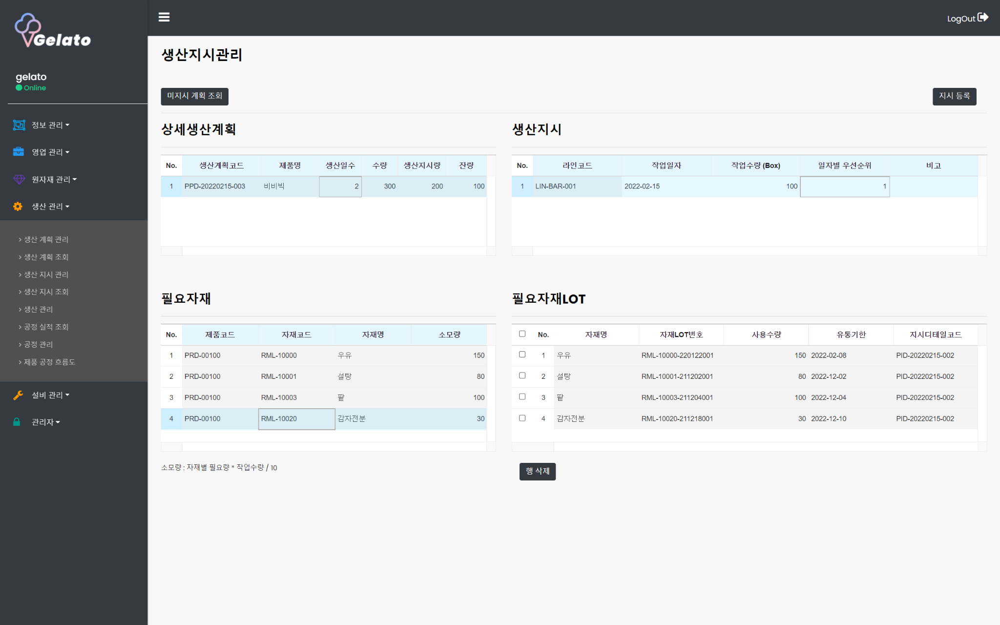 Gelato
LogOut
gelato
Online
정보 관리
영업 관리
원자재 관리
생산 관리
> 생산 계획 관리
> 생산 계획 조회
> 생산 지시 관리
> 생산 지시 조회
> 생산 관리
> 공정 실적 조회
> 공정 관리
> 제품 공정 흐름도
설비 관리
관리자
생산지시관리
미지시 계획 조회
지시 등록
상세생산계획
No. 생산계획코드 제품명 생산일수 수량 생산지시량 잔량
1 PPD-20220215-003 비비빅 2 300 200 100
생산지시
No. 라인코드 작업일자 작업수량 (Box) 일자별 우선순위 비고
1 LIN-BAR-001 2022-02-15 100 1
필요자재
No. 제품코드 자재코드 자재명 소모량
1 PRD-00100 RML-10000 우유 150
2 PRD-00100 RML-10001 설탕 80
3 PRD-00100 RML-10003 팥 100
4 PRD-00100 RML-10020 감자전분 30
소모량 : 자재별 필요량 * 작업수량 / 10
필요자재LOT
No. 자재명 자재LOT번호 사용수량 유통기한 지시디테일코드
1 우유 RML-10000-220122001 150 2022-02-08 PID-20220215-002
2 설탕 RML-10001-211202001 80 2022-12-02 PID-20220215-002
3 팥 RML-10003-211204001 100 2022-12-04 PID-20220215-002
4 감자전분 RML-10020-211218001 30 2022-12-10 PID-20220215-002
행 삭제